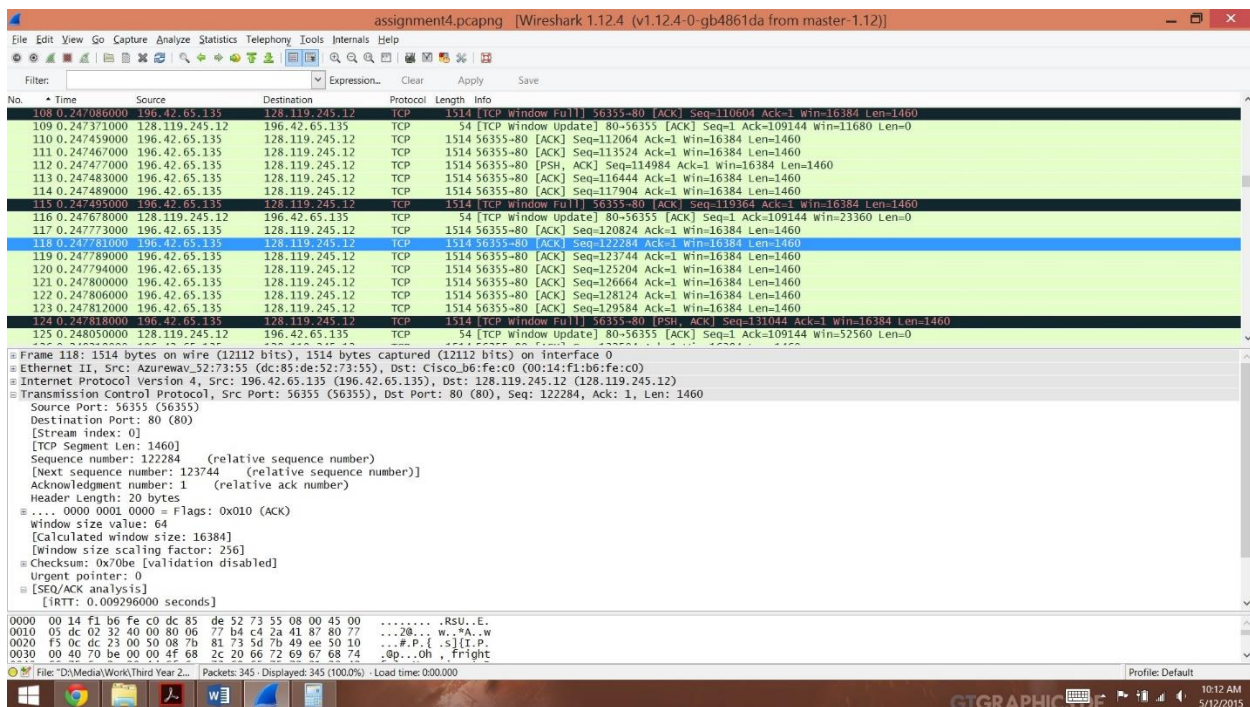 assignment4.pcapng [Wireshark 1.12.4 (v1.12.4-0-gb4861da from master-1.12)]
File Edit View Go Capture Analyze Statistics Telephony Tools Internals Help
Filter: Expression... Clear Apply Save
No. Time Source Destination Protocol Length Info
108 0.247086000 196.42.65.135 128.119.245.12 TCP 1514 [TCP Window Full] 56355→80 [ACK] Seq=110604 Ack=1 Win=16384 Len=1460
109 0.247371000 128.119.245.12 196.42.65.135 TCP 54 [TCP Window Update] 80→56355 [ACK] Seq=1 Ack=109144 Win=11680 Len=0
110 0.247459000 196.42.65.135 128.119.245.12 TCP 1514 56355→80 [ACK] Seq=112064 Ack=1 Win=16384 Len=1460
111 0.247467000 196.42.65.135 128.119.245.12 TCP 1514 56355→80 [ACK] Seq=113524 Ack=1 Win=16384 Len=1460
112 0.247477000 196.42.65.135 128.119.245.12 TCP 1514 56355→80 [PSH, ACK] Seq=114984 Ack=1 Win=16384 Len=1460
113 0.247483000 196.42.65.135 128.119.245.12 TCP 1514 56355→80 [ACK] Seq=116444 Ack=1 Win=16384 Len=1460
114 0.247489000 196.42.65.135 128.119.245.12 TCP 1514 56355→80 [ACK] Seq=117904 Ack=1 Win=16384 Len=1460
115 0.247495000 196.42.65.135 128.119.245.12 TCP 1514 [TCP Window Full] 56355→80 [ACK] Seq=119364 Ack=1 Win=16384 Len=1460
116 0.247678000 128.119.245.12 196.42.65.135 TCP 54 [TCP Window Update] 80→56355 [ACK] Seq=1 Ack=109144 Win=23360 Len=0
117 0.247773000 196.42.65.135 128.119.245.12 TCP 1514 56355→80 [ACK] Seq=120824 Ack=1 Win=16384 Len=1460
118 0.247781000 196.42.65.135 128.119.245.12 TCP 1514 56355→80 [ACK] Seq=122284 Ack=1 Win=16384 Len=1460
119 0.247789000 196.42.65.135 128.119.245.12 TCP 1514 56355→80 [ACK] Seq=123744 Ack=1 Win=16384 Len=1460
120 0.247794000 196.42.65.135 128.119.245.12 TCP 1514 56355→80 [ACK] Seq=125204 Ack=1 Win=16384 Len=1460
121 0.247800000 196.42.65.135 128.119.245.12 TCP 1514 56355→80 [ACK] Seq=126664 Ack=1 Win=16384 Len=1460
122 0.247806000 196.42.65.135 128.119.245.12 TCP 1514 56355→80 [ACK] Seq=128124 Ack=1 Win=16384 Len=1460
123 0.247812000 196.42.65.135 128.119.245.12 TCP 1514 56355→80 [ACK] Seq=129584 Ack=1 Win=16384 Len=1460
124 0.247818000 196.42.65.135 128.119.245.12 TCP 1514 [TCP Window Full] 56355→80 [PSH, ACK] Seq=131044 Ack=1 Win=16384 Len=1460
125 0.248050000 128.119.245.12 196.42.65.135 TCP 54 [TCP Window Update] 80→56355 [ACK] Seq=1 Ack=109144 Win=52560 Len=0
Frame 118: 1514 bytes on wire (12112 bits), 1514 bytes captured (12112 bits) on interface 0
Ethernet II, Src: Azurewav_52:73:55 (dc:85:de:52:73:55), Dst: Cisco_b6:fe:c0 (00:14:f1:b6:fe:c0)
Internet Protocol Version 4, Src: 196.42.65.135 (196.42.65.135), Dst: 128.119.245.12 (128.119.245.12)
Transmission Control Protocol, Src Port: 56355 (56355), Dst Port: 80 (80), Seq: 122284, Ack: 1, Len: 1460
Source Port: 56355 (56355)
Destination Port: 80 (80)
[Stream index: 0]
[TCP Segment Len: 1460]
Sequence number: 122284 (relative sequence number)
[Next sequence number: 123744 (relative sequence number)]
Acknowledgment number: 1 (relative ack number)
Header Length: 20 bytes
.... 0000 0001 0000 = Flags: 0x010 (ACK)
Window size value: 64
[Calculated window size: 16384]
[Window size scaling factor: 256]
Checksum: 0x70be [validation disabled]
Urgent pointer: 0
[SEQ/ACK analysis]
[iRTT: 0.009296000 seconds]
0000 00 14 f1 b6 fe c0 dc 85 de 52 73 55 08 00 45 00 ........ .RsU..E.
0010 05 dc 02 32 40 00 80 06 77 b4 c4 2a 41 87 80 77 ...2@... w..*A..w
0020 f5 0c dc 23 00 50 08 7b 81 73 5d 7b 49 ee 50 10 ...#.P.{ .s]{I.P.
0030 00 40 70 be 00 00 4f 68 2c 20 66 72 69 67 68 74 .@p...Oh , fright
File: "D:\Media\Work\Third Year 2... Packets: 345 · Displayed: 345 (100.0%) · Load time: 0:00.000 Profile: Default
10:12 AM
5/12/2015